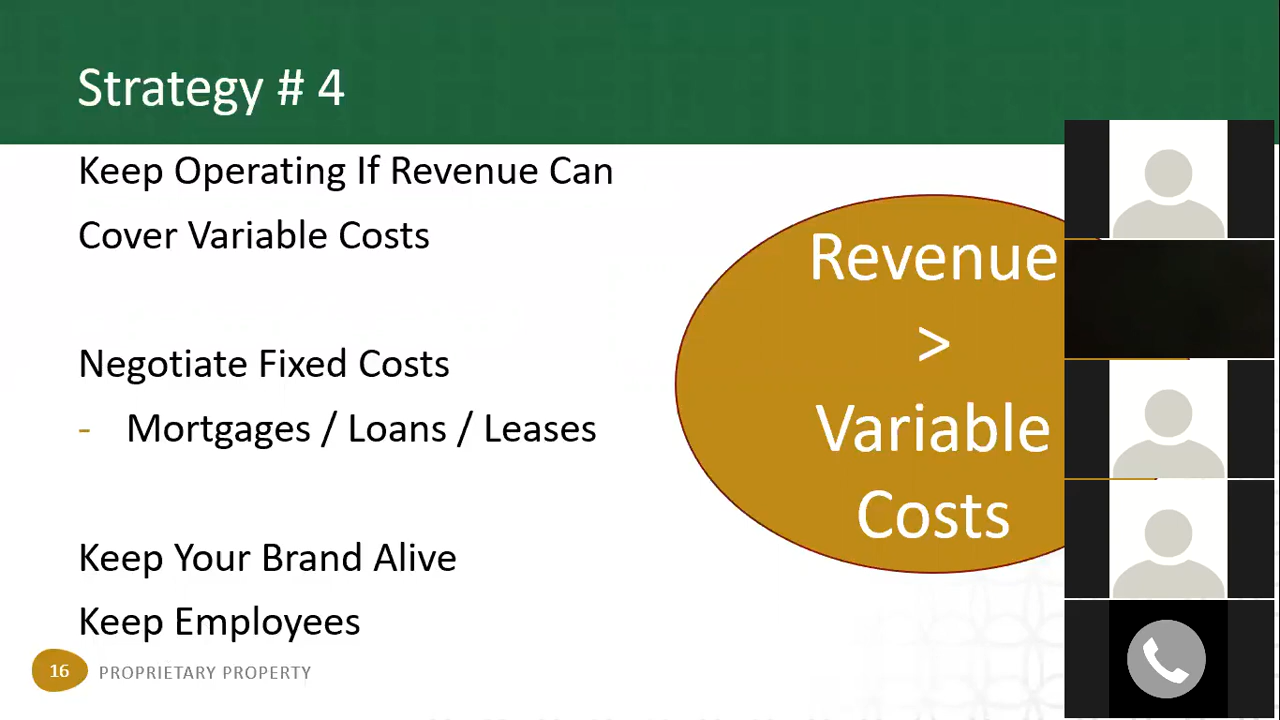 Strategy # 4
Keep Operating If Revenue Can
Cover Variable Costs
Negotiate Fixed Costs
- Mortgages / Loans / Leases
Keep Your Brand Alive
Keep Employees
Revenue
>
Variable
Costs
16 PROPRIETARY PROPERTY